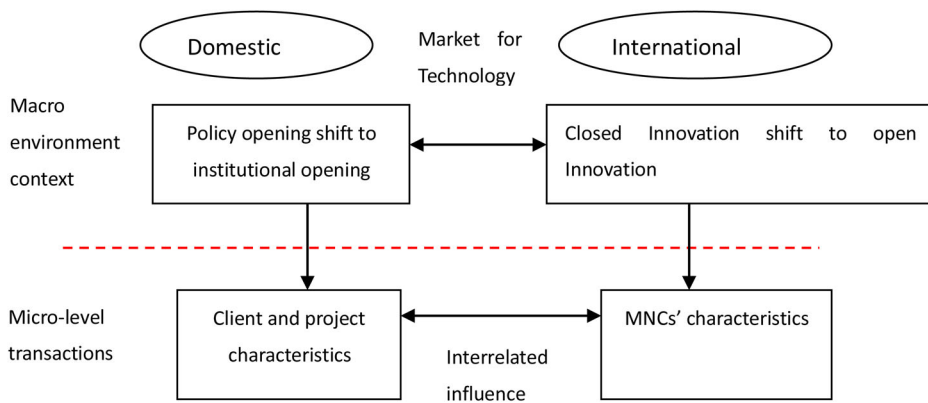 Domestic
Market for
Technology
International
Macro
environment
context
Policy opening shift to
institutional opening
Closed Innovation shift to open
Innovation
Micro-level
transactions
Client and project
characteristics
Interrelated
influence
MNCs' characteristics